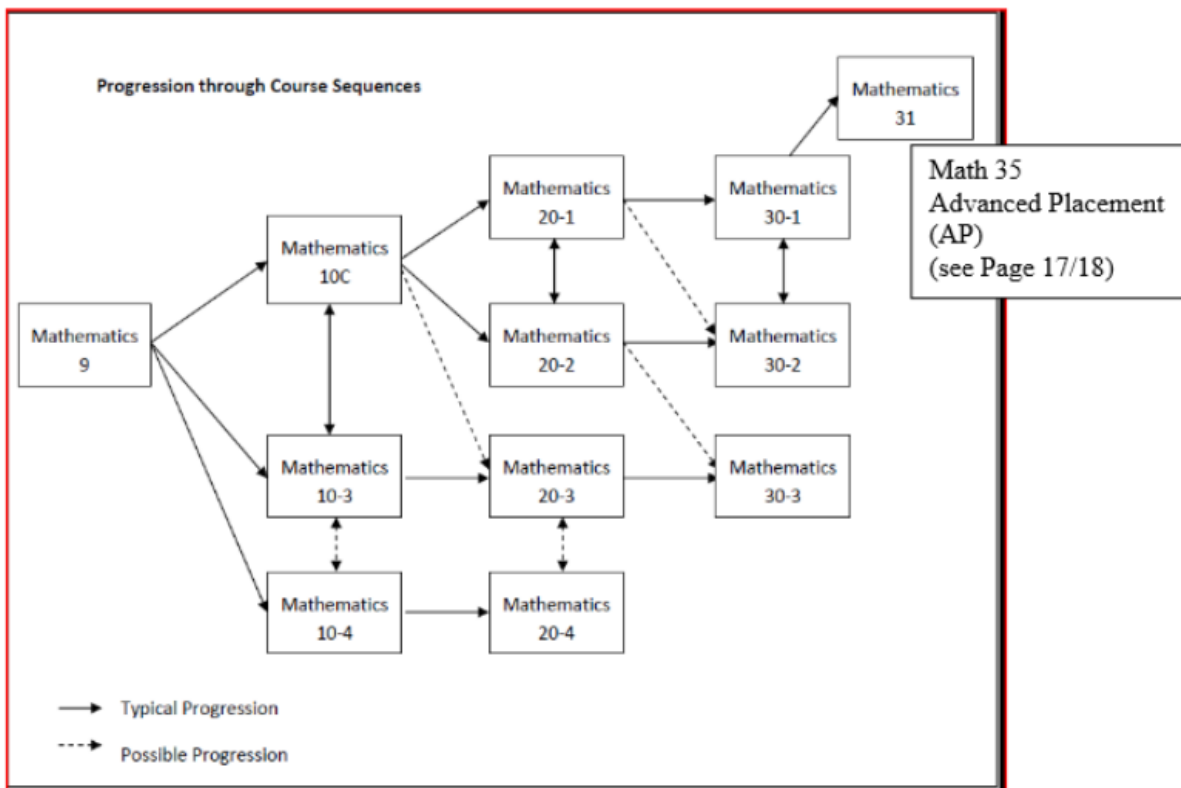 Progression through Course Sequences
Mathematics
31
Math 35
Advanced Placement
(AP)
(see Page 17/18)
Mathematics
20-1
Mathematics
30-1
Mathematics
10C
Mathematics
9
Mathematics
20-2
Mathematics
30-2
Mathematics
10-3
Mathematics
20-3
Mathematics
30-3
Mathematics
10-4
Mathematics
20-4
Typical Progression
Possible Progression